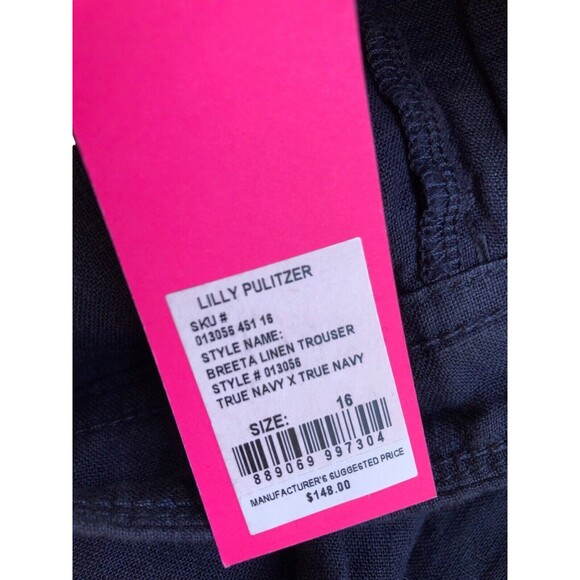 LILLY PULITZER
SKU #
013056 451 16
STYLE NAME:
BREETA LINEN TROUSER
STYLE # 013056
TRUE NAVY X TRUE NAVY
SIZE: 16
889069 997304
MANUFACTURER'S SUGGESTED PRICE
$148.00